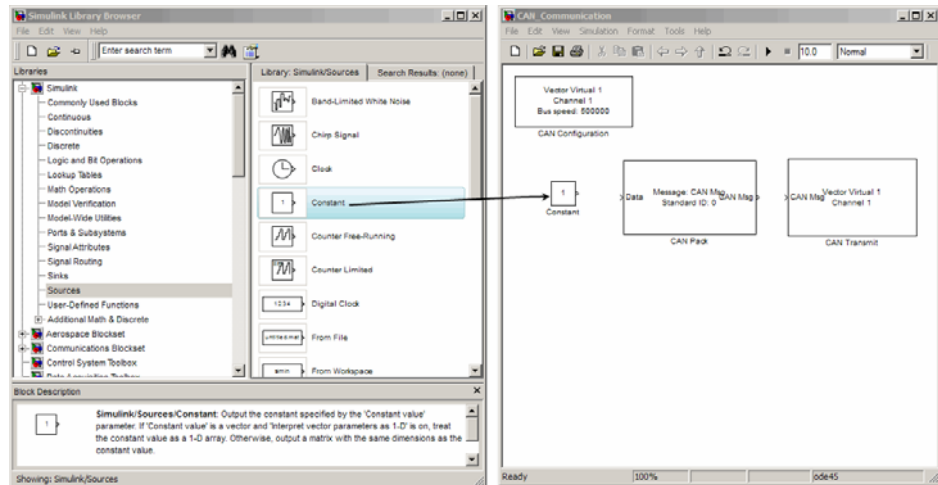 Simulink Library Browser
File Edit View Help
Enter search term
Libraries
Simulink
Commonly Used Blocks
Continuous
Discontinuities
Discrete
Logic and Bit Operations
Lookup Tables
Math Operations
Model Verification
Model-Wide Utilities
Ports & Subsystems
Signal Attributes
Signal Routing
Sinks
Sources
User-Defined Functions
Additional Math & Discrete
Aerospace Blockset
Communications Blockset
Control System Toolbox
Data Acquisition Toolbox
Library: Simulink/Sources Search Results: (none)
Band-Limited White Noise
Chirp Signal
Clock
1 Constant
Counter Free-Running
Counter Limited
12:34 Digital Clock
untitled.mat From File
simin From Workspace
Block Description
1
Simulink/Sources/Constant: Output the constant specified by the 'Constant value'
parameter. If 'Constant value' is a vector and 'Interpret vector parameters as 1-D' is on, treat
the constant value as a 1-D array. Otherwise, output a matrix with the same dimensions as the
constant value.
Showing: Simulink/Sources
CAN_Communication
File Edit View Simulation Format Tools Help
10.0 Normal
Vector Virtual 1
Channel 1
Bus speed: 500000
CAN Configuration
1
Constant
Data
Message: CAN Msg
Standard ID: 0
CAN Msg
CAN Pack
CAN Msg
Vector Virtual 1
Channel 1
CAN Transmit
Ready 100% ode45